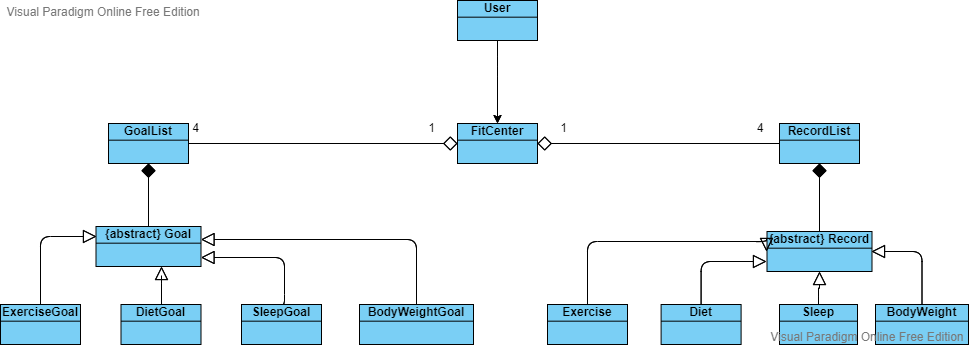 Visual Paradigm Online Free Edition
User
GoalList
4
1
FitCenter
1
4
RecordList
{abstract} Goal
{abstract} Record
ExerciseGoal
DietGoal
SleepGoal
BodyWeightGoal
Exercise
Diet
Sleep
BodyWeight
Visual Paradigm Online Free Edition